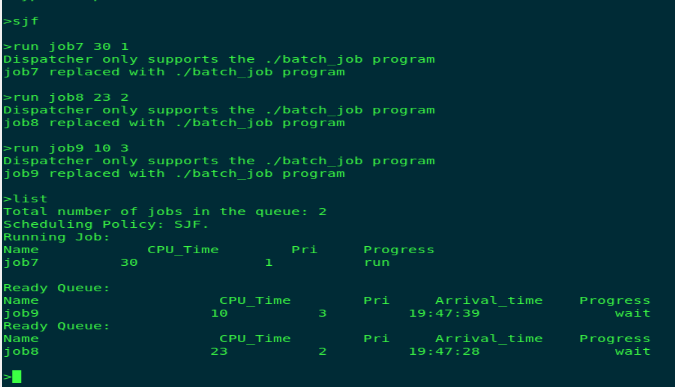 >sjf
>run job7 30 1
Dispatcher only supports the ./batch_job program
job7 replaced with ./batch_job program
>run job8 23 2
Dispatcher only supports the ./batch_job program
job8 replaced with ./batch_job program
>run job9 10 3
Dispatcher only supports the ./batch_job program
job9 replaced with ./batch_job program
>list
Total number of jobs in the queue: 2
Scheduling Policy: SJF.
Running Job:
Name CPU_Time Pri Progress
job7 30 1 run
Ready Queue:
Name CPU_Time Pri Arrival_time Progress
job9 10 3 19:47:39 wait
Ready Queue:
Name CPU_Time Pri Arrival_time Progress
job8 23 2 19:47:28 wait
>